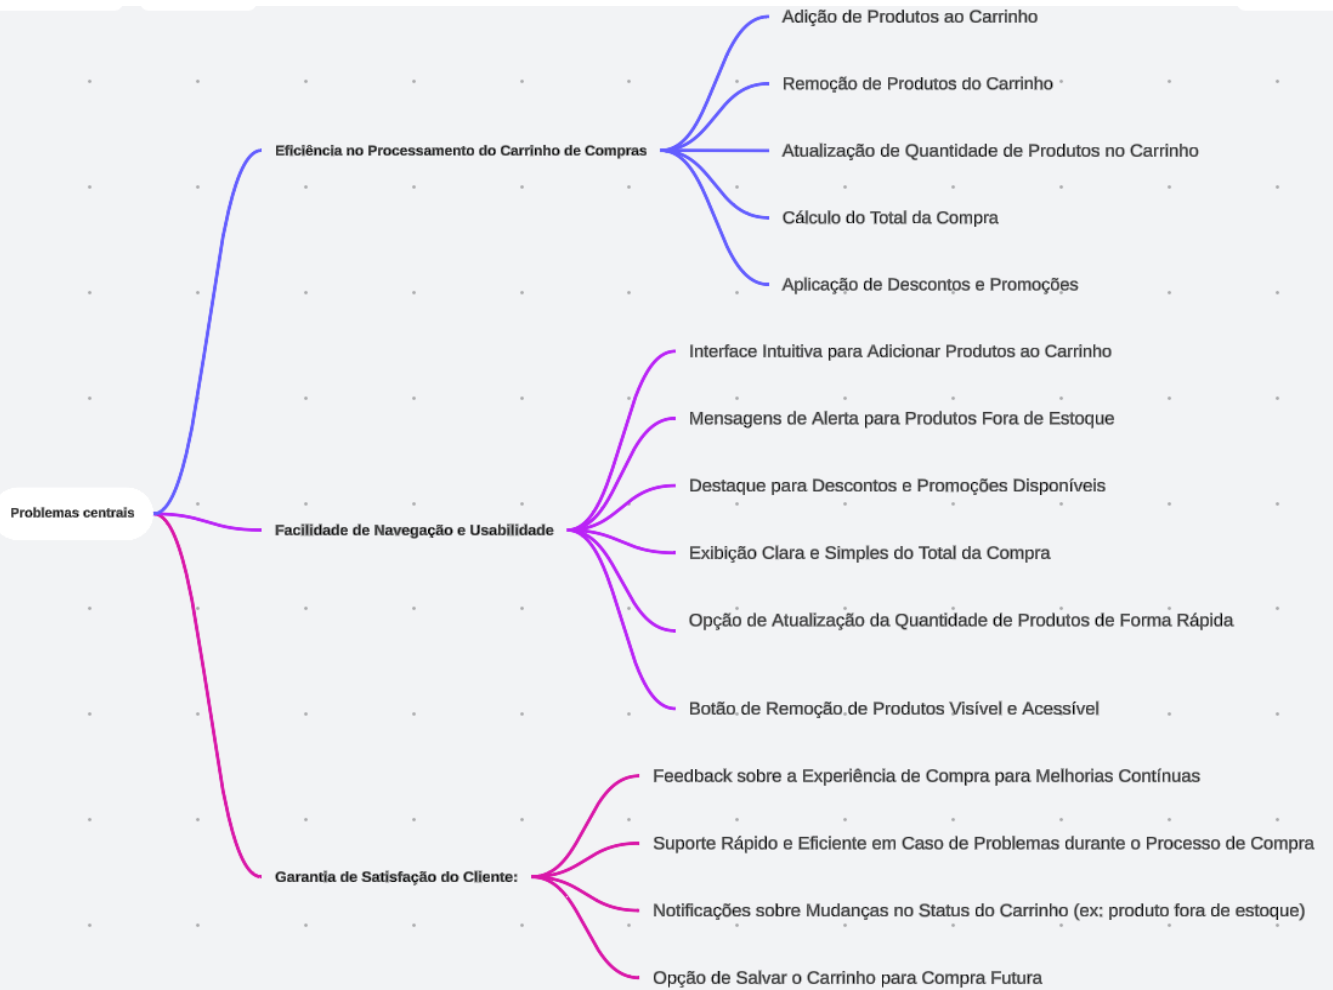 Problemas centrais
Eficiência no Processamento do Carrinho de Compras
Adição de Produtos ao Carrinho
Remoção de Produtos do Carrinho
Atualização de Quantidade de Produtos no Carrinho
Cálculo do Total da Compra
Aplicação de Descontos e Promoções
Facilidade de Navegação e Usabilidade
Interface Intuitiva para Adicionar Produtos ao Carrinho
Mensagens de Alerta para Produtos Fora de Estoque
Destaque para Descontos e Promoções Disponíveis
Exibição Clara e Simples do Total da Compra
Opção de Atualização da Quantidade de Produtos de Forma Rápida
Botão de Remoção de Produtos Visível e Acessível
Garantia de Satisfação do Cliente:
Feedback sobre a Experiência de Compra para Melhorias Contínuas
Suporte Rápido e Eficiente em Caso de Problemas durante o Processo de Compra
Notificações sobre Mudanças no Status do Carrinho (ex: produto fora de estoque)
Opção de Salvar o Carrinho para Compra Futura